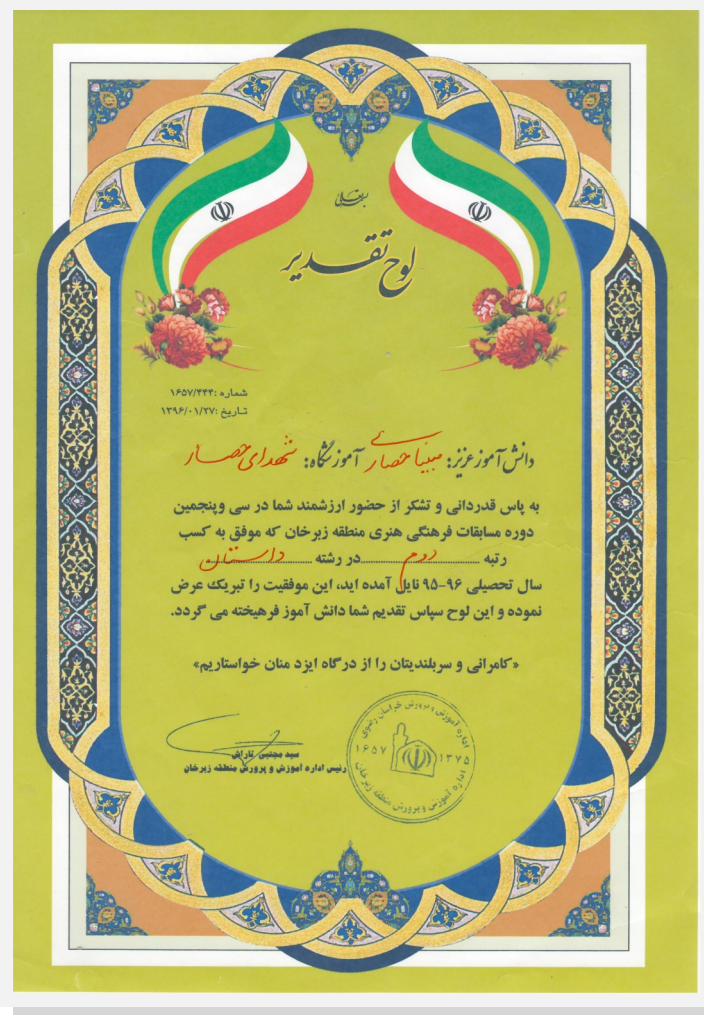 بسمه تعالی
لوح تقدیر
شماره :۱۶۵۷/۴۴۴
تاریخ :۱۳۹۶/۰۱/۲۷
دانش آموز عزیز: مبینا حصاری آموزشگاه: شهدای حصار
به پاس قدردانی و تشکر از حضور ارزشمند شما در سی وپنجمین
دوره مسابقات فرهنگی هنری منطقه زبرخان که موفق به کسب
رتبه دوم در رشته داستان
سال تحصیلی ۹۶-۹۵ نایل آمده اید، این موفقیت را تبریک عرض
نموده و این لوح سپاس تقدیم شما دانش آموز فرهیخته می گردد.
«کامرانی و سربلندیتان را از درگاه ایزد منان خواستاریم»
سید مجتبی
رئیس اداره آموزش و پرورش منطقه زبرخان
اداره آموزش و پرورش خراسان رضوی
۱۶۵۷ ۱۳۷۵
اداره آموزش و پرورش منطقه زبرخان